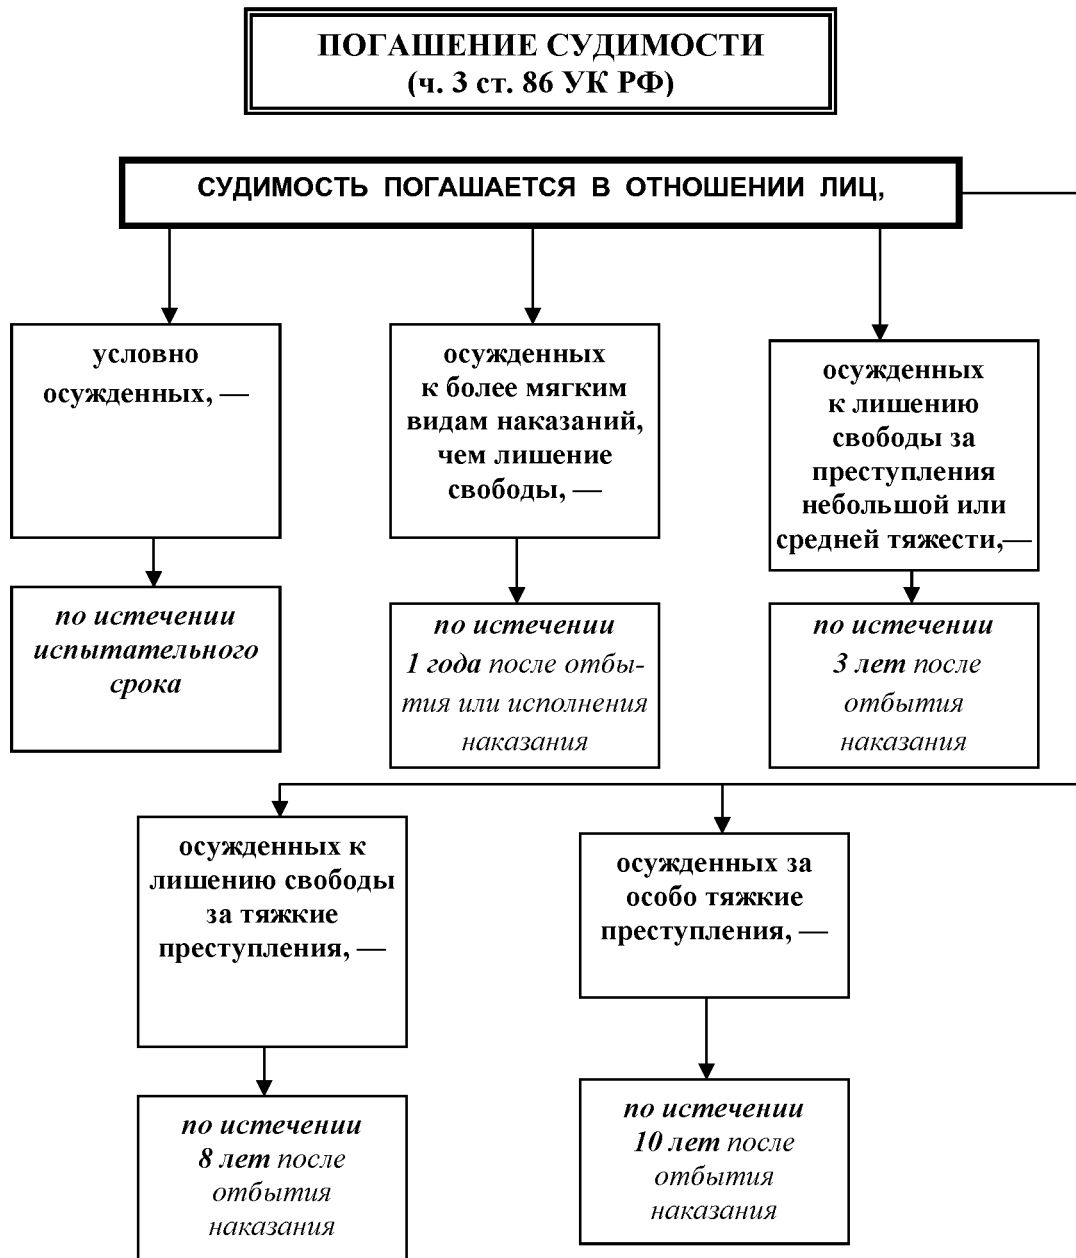 ПОГАШЕНИЕ СУДИМОСТИ
(ч. 3 ст. 86 УК РФ)
СУДИМОСТЬ ПОГАШАЕТСЯ В ОТНОШЕНИИ ЛИЦ,
условно
осужденных, —
осужденных
к более мягким
видам наказаний,
чем лишение
свободы, —
осужденных
к лишению
свободы за
преступления
небольшой или
средней тяжести,—
по истечении
испытательного
срока
по истечении
1 года после отбы-
тия или исполнения
наказания
по истечении
3 лет после
отбытия
наказания
осужденных к
лишению свободы
за тяжкие
преступления, —
осужденных за
особо тяжкие
преступления, —
по истечении
8 лет после
отбытия
наказания
по истечении
10 лет после
отбытия
наказания